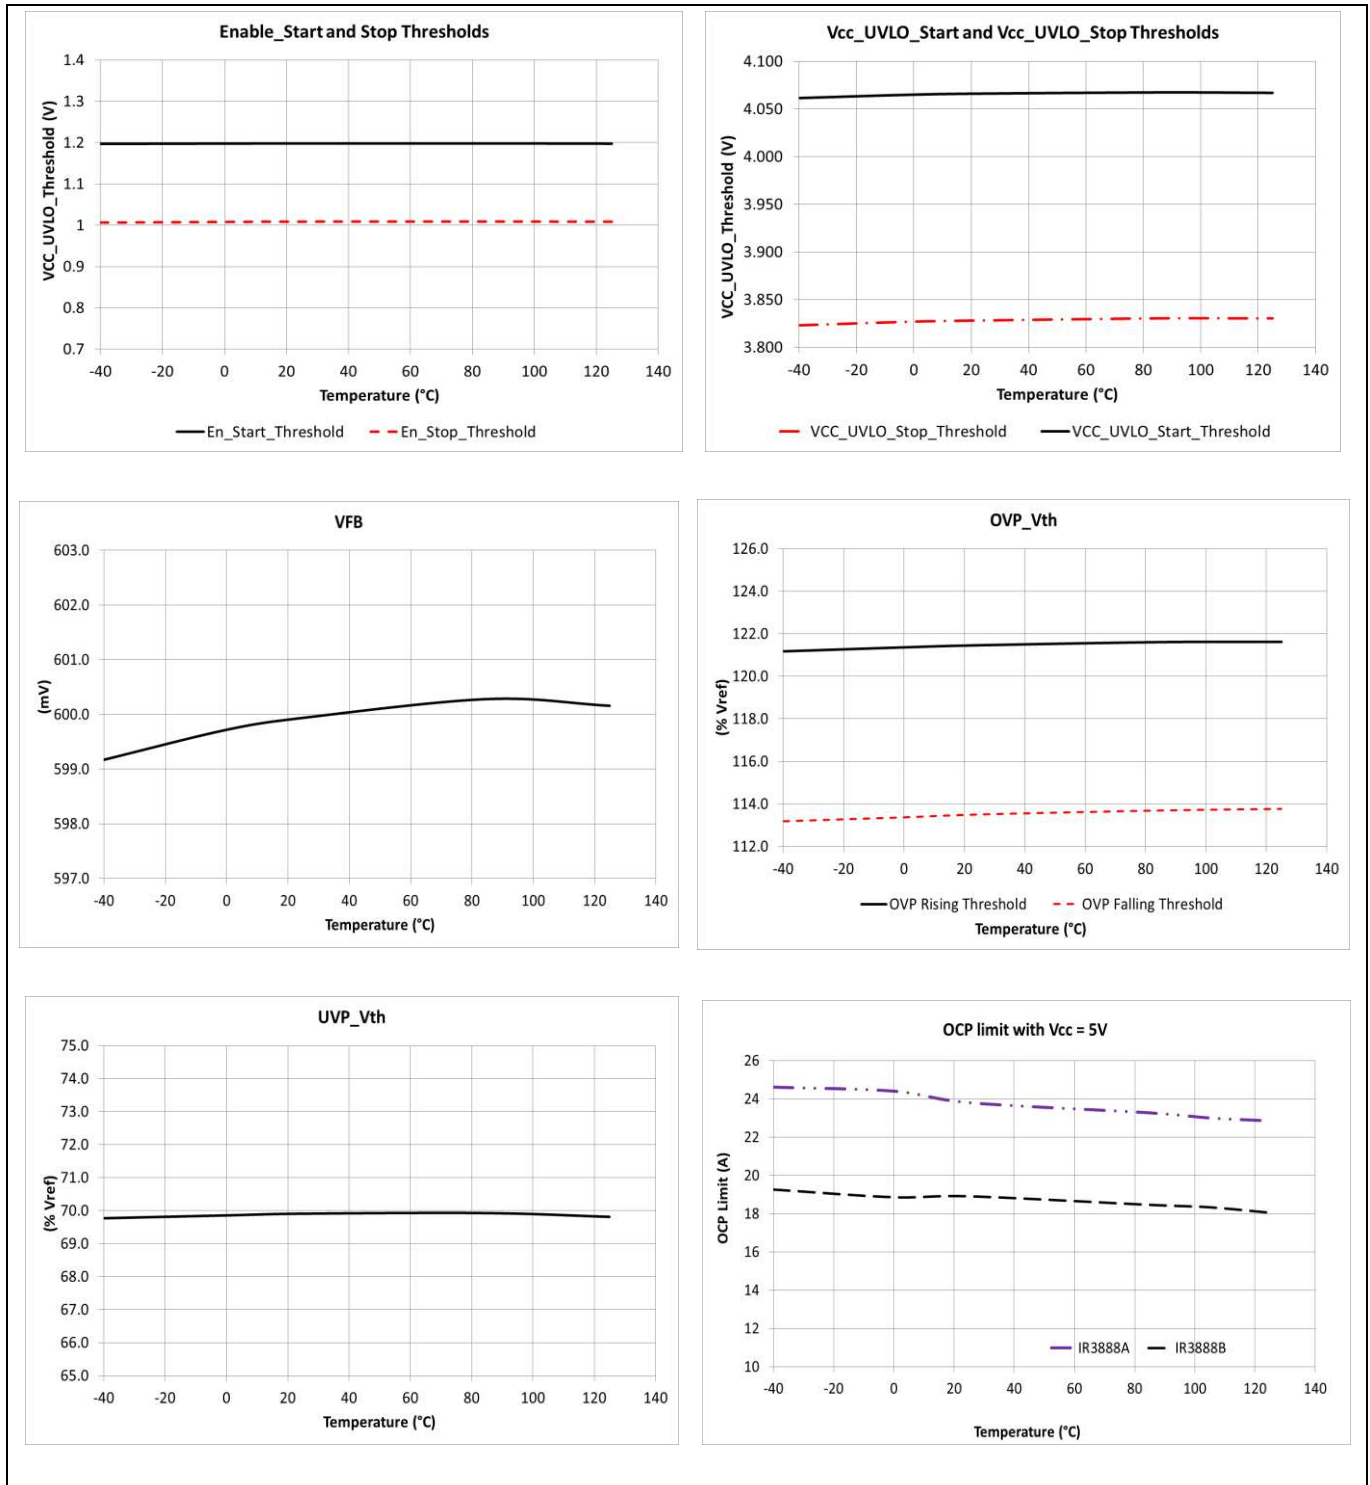 Enable_Start and Stop Thresholds
1.4
1.3
1.2
1.1
1
0.9
0.8
0.7
VCC_UVLO_Threshold (V)
-40 -20 0 20 40 60 80 100 120 140
Temperature (°C)
En_Start_Threshold En_Stop_Threshold
Vcc_UVLO_Start and Vcc_UVLO_Stop Thresholds
4.100
4.050
4.000
3.950
3.900
3.850
3.800
VCC_UVLO_Threshold (V)
-40 -20 0 20 40 60 80 100 120 140
Temperature (°C)
VCC_UVLO_Stop_Threshold VCC_UVLO_Start_Threshold
VFB
603.0
602.0
601.0
600.0
599.0
598.0
597.0
(mV)
-40 -20 0 20 40 60 80 100 120 140
Temperature (°C)
OVP_Vth
126.0
124.0
122.0
120.0
118.0
116.0
114.0
112.0
(% Vref)
-40 -20 0 20 40 60 80 100 120 140
OVP Rising Threshold OVP Falling Threshold
Temperature (°C)
UVP_Vth
75.0
74.0
73.0
72.0
71.0
70.0
69.0
68.0
67.0
66.0
65.0
(% Vref)
-40 -20 0 20 40 60 80 100 120 140
Temperature (°C)
OCP limit with Vcc = 5V
26
24
22
20
18
16
14
12
10
OCP Limit (A)
IR3888A IR3888B
-40 -20 0 20 40 60 80 100 120 140
Temperature (°C)